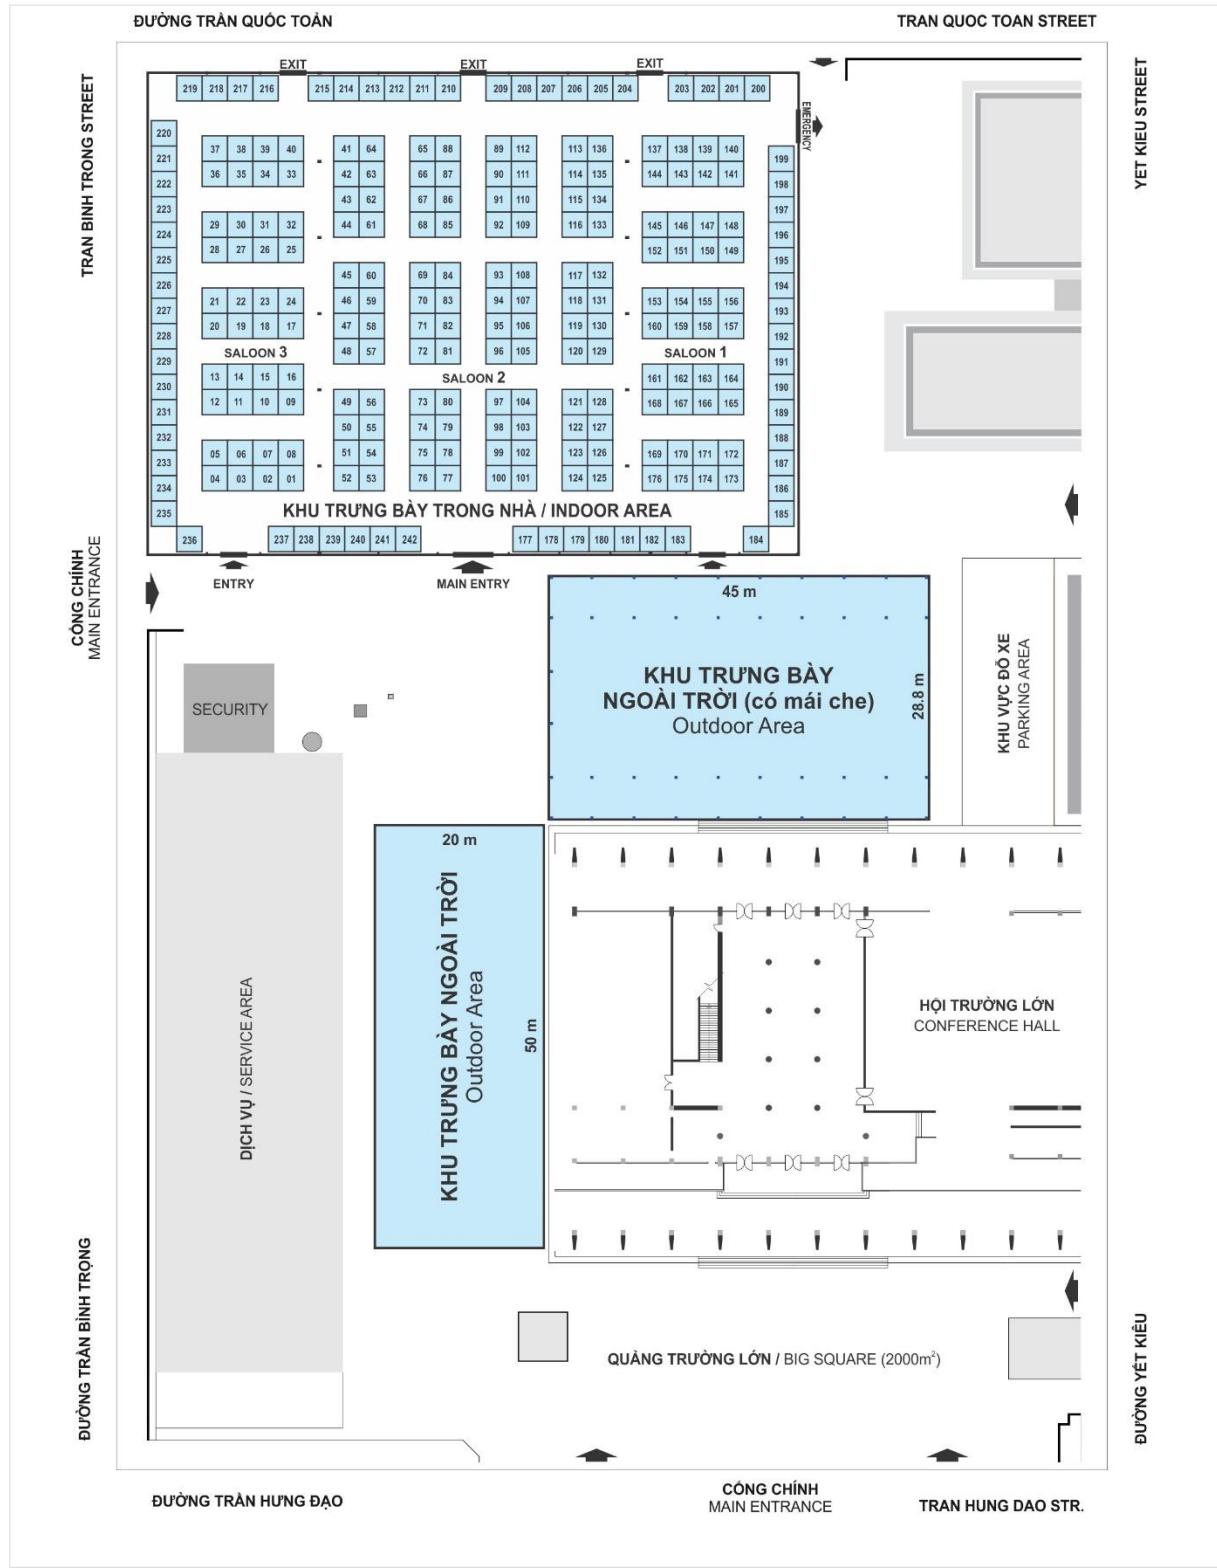 ĐƯỜNG TRẦN QUỐC TOẢN
TRAN QUOC TOAN STREET
TRAN BINH TRONG STREET
YET KIEU STREET
EXIT EXIT EXIT
219 218 217 216 215 214 213 212 211 210 209 208 207 206 205 204 203 202 201 200
EMERGENCY
220
221
222
223
224
225
226
227
228
229
230
231
232
233
234
235
37 38 39 40 41 64 65 88 89 112 113 136 137 138 139 140
36 35 34 33 42 63 66 87 90 111 114 135 144 143 142 141
43 62 67 86 91 110 115 134
29 30 31 32 44 61 68 85 92 109 116 133 145 146 147 148
28 27 26 25 152 151 150 149
45 60 69 84 93 108 117 132
21 22 23 24 46 59 70 83 94 107 118 131 153 154 155 156
20 19 18 17 47 58 71 82 95 106 119 130 160 159 158 157
SALOON 3 48 57 72 81 96 105 120 129 SALOON 1
SALOON 2
13 14 15 16 161 162 163 164
12 11 10 09 49 56 73 80 97 104 121 128 168 167 166 165
50 55 74 79 98 103 122 127
05 06 07 08 51 54 75 78 99 102 123 126 169 170 171 172
04 03 02 01 52 53 76 77 100 101 124 125 176 175 174 173
199
198
197
196
195
194
193
192
191
190
189
188
187
186
185
KHU TRƯNG BÀY TRONG NHÀ / INDOOR AREA
236 237 238 239 240 241 242 177 178 179 180 181 182 183 184
ENTRY
MAIN ENTRY
CỔNG CHÍNH
MAIN ENTRANCE
45 m
KHU TRƯNG BÀY
NGOÀI TRỜI (có mái che)
Outdoor Area
28.8 m
KHU VỰC ĐỖ XE
PARKING AREA
SECURITY
20 m
KHU TRƯNG BÀY NGOÀI TRỜI
Outdoor Area
50 m
DỊCH VỤ / SERVICE AREA
HỘI TRƯỜNG LỚN
CONFERENCE HALL
QUẢNG TRƯỜNG LỚN / BIG SQUARE (2000m²)
ĐƯỜNG TRẦN BÌNH TRỌNG
ĐƯỜNG YẾT KIÊU
ĐƯỜNG TRẦN HƯNG ĐẠO
CỔNG CHÍNH
MAIN ENTRANCE
TRAN HUNG DAO STR.